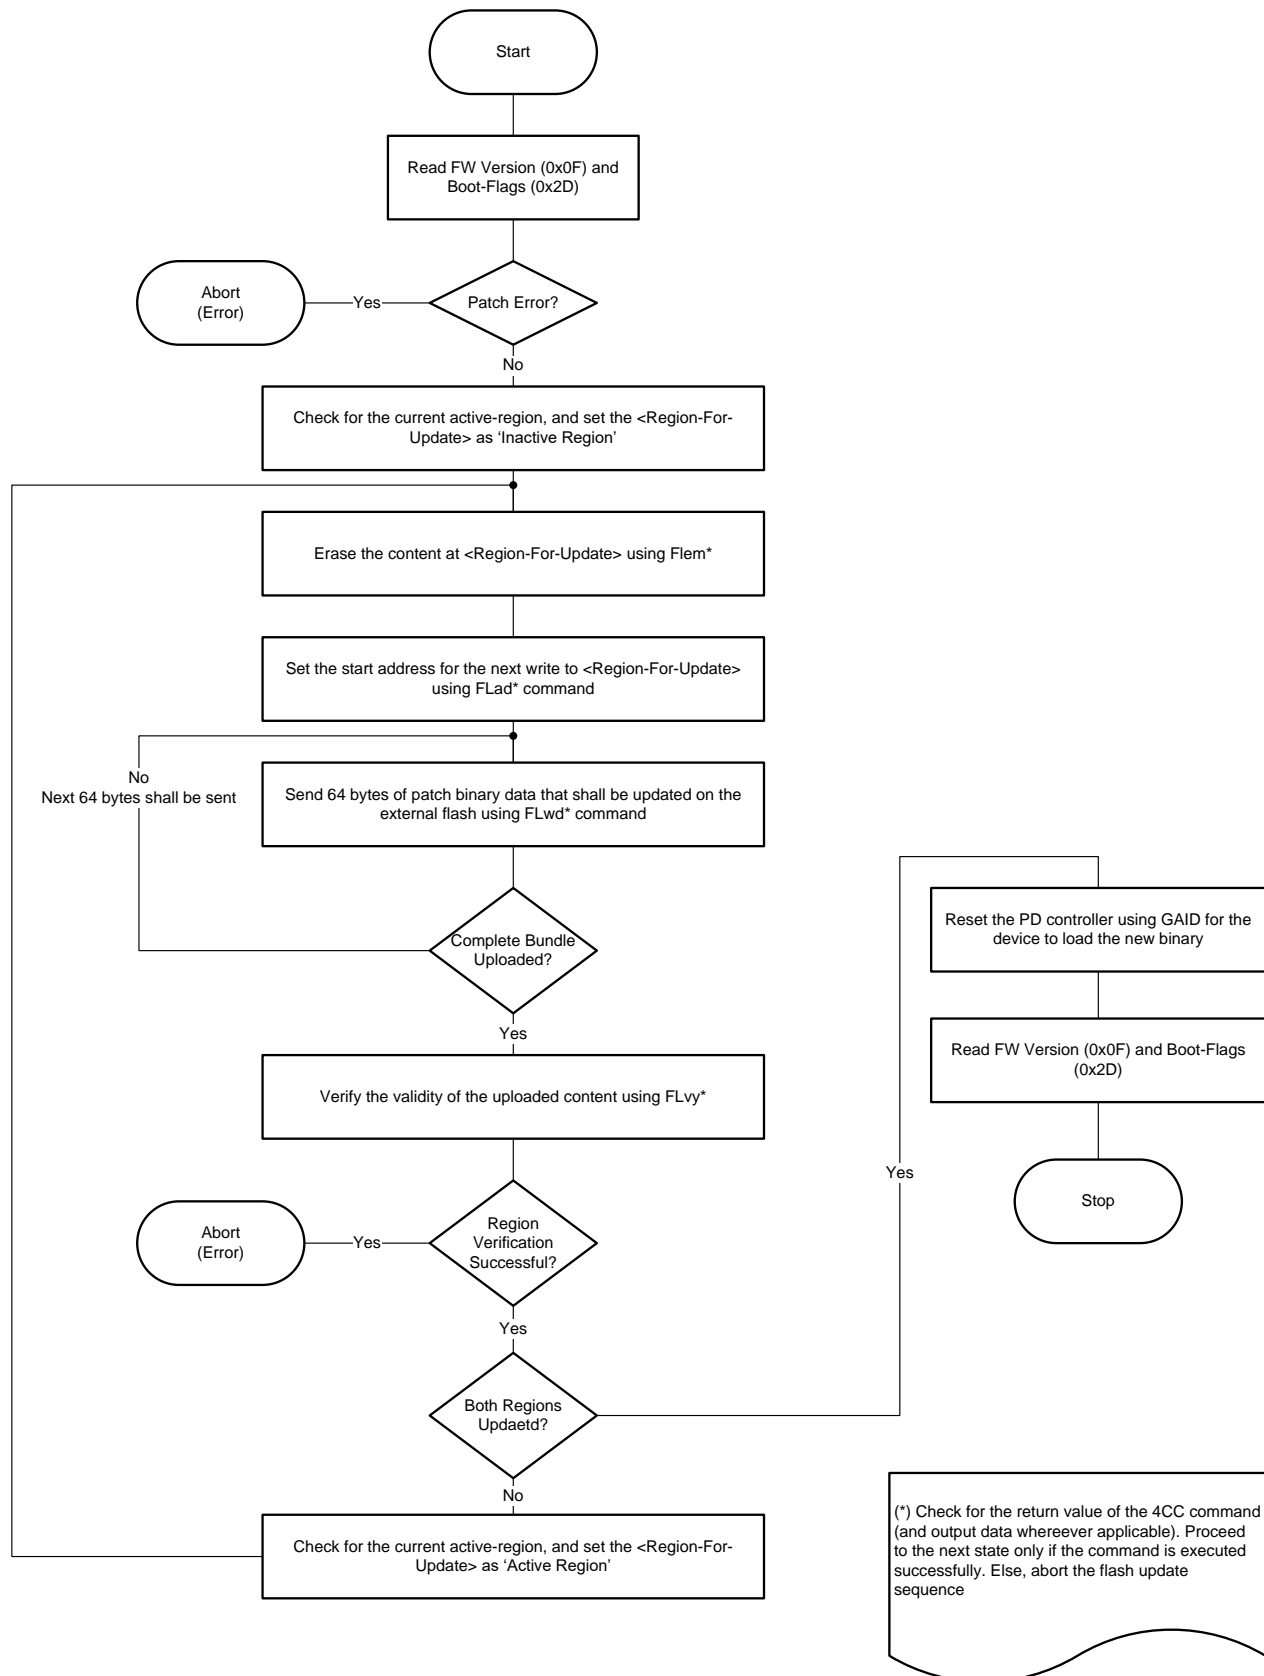 Start
Read FW Version (0x0F) and
Boot-Flags (0x2D)
Abort
(Error)
Yes
Patch Error?
No
Check for the current active-region, and set the <Region-For-
Update> as ‘Inactive Region’
Erase the content at <Region-For-Update> using Flem*
Set the start address for the next write to <Region-For-Update>
using FLad* command
No
Next 64 bytes shall be sent
Send 64 bytes of patch binary data that shall be updated on the
external flash using FLwd* command
Complete Bundle
Uploaded?
Yes
Verify the validity of the uploaded content using FLvy*
Abort
(Error)
Yes
Region
Verification
Successful?
Yes
Both Regions
Updaetd?
No
Check for the current active-region, and set the <Region-For-
Update> as ‘Active Region’
Yes
Reset the PD controller using GAID for the
device to load the new binary
Read FW Version (0x0F) and Boot-Flags
(0x2D)
Stop
(*) Check for the return value of the 4CC command
(and output data whereever applicable). Proceed
to the next state only if the command is executed
successfully. Else, abort the flash update
sequence